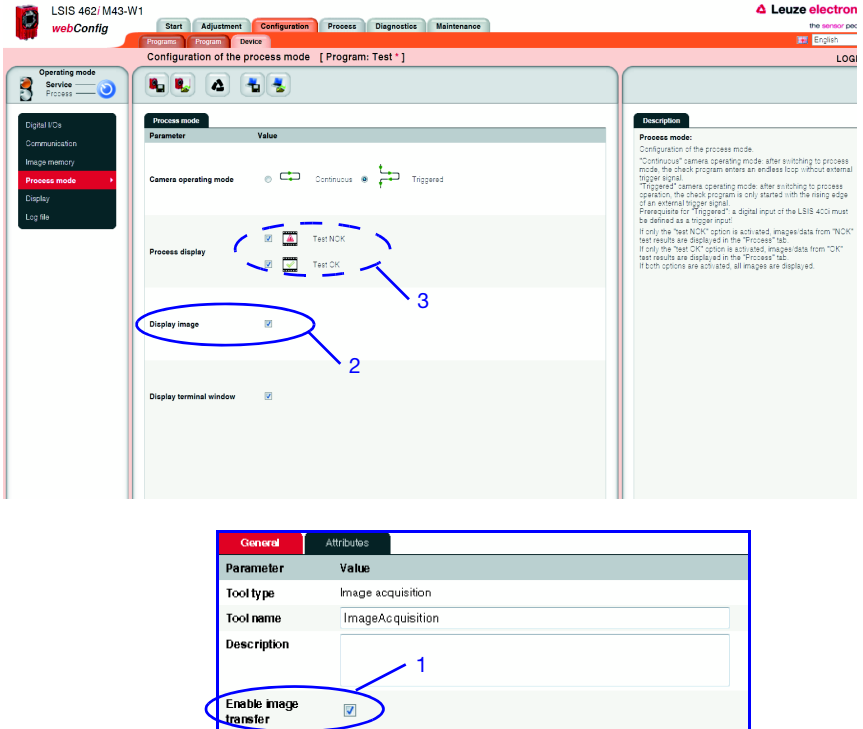 LSIS 462i M43-W1
webConfig
Start Adjustment Configuration Process Diagnostics Maintenance
Leuze electron
the sensor peo
Programs Program Device
English
Configuration of the process mode [ Program: Test * ]
LOGI
Operating mode
Service
Process
Digital I/Os
Communication
Image memory
Process mode
Display
Log file
Process mode
Parameter Value
Camera operating mode Continuous Triggered
Process display
Test NOK
Test OK
3
Display image
2
Display terminal window
Description
Process mode:
Configuration of the process mode.
"Continuous" camera operating mode: after switching to process
mode, the check program enters an endless loop without external
trigger signal.
"Triggered" camera operating mode: after switching to process
operation, the check program is only started with the rising edge
of an external trigger signal.
Prerequisite for "Triggered": a digital input of the LSIS 400i must
be defined as a trigger input!
If only the "test NOK" option is activated, images/data from "NOK"
test results are displayed in the "Process" tab.
If only the "test OK" option is activated, images/data from "OK"
test results are displayed in the "Process" tab.
If both options are activated, all images are displayed.
General Attributes
Parameter Value
Tool type Image acquisition
Tool name ImageAcquisition
Description
1
Enable image
transfer